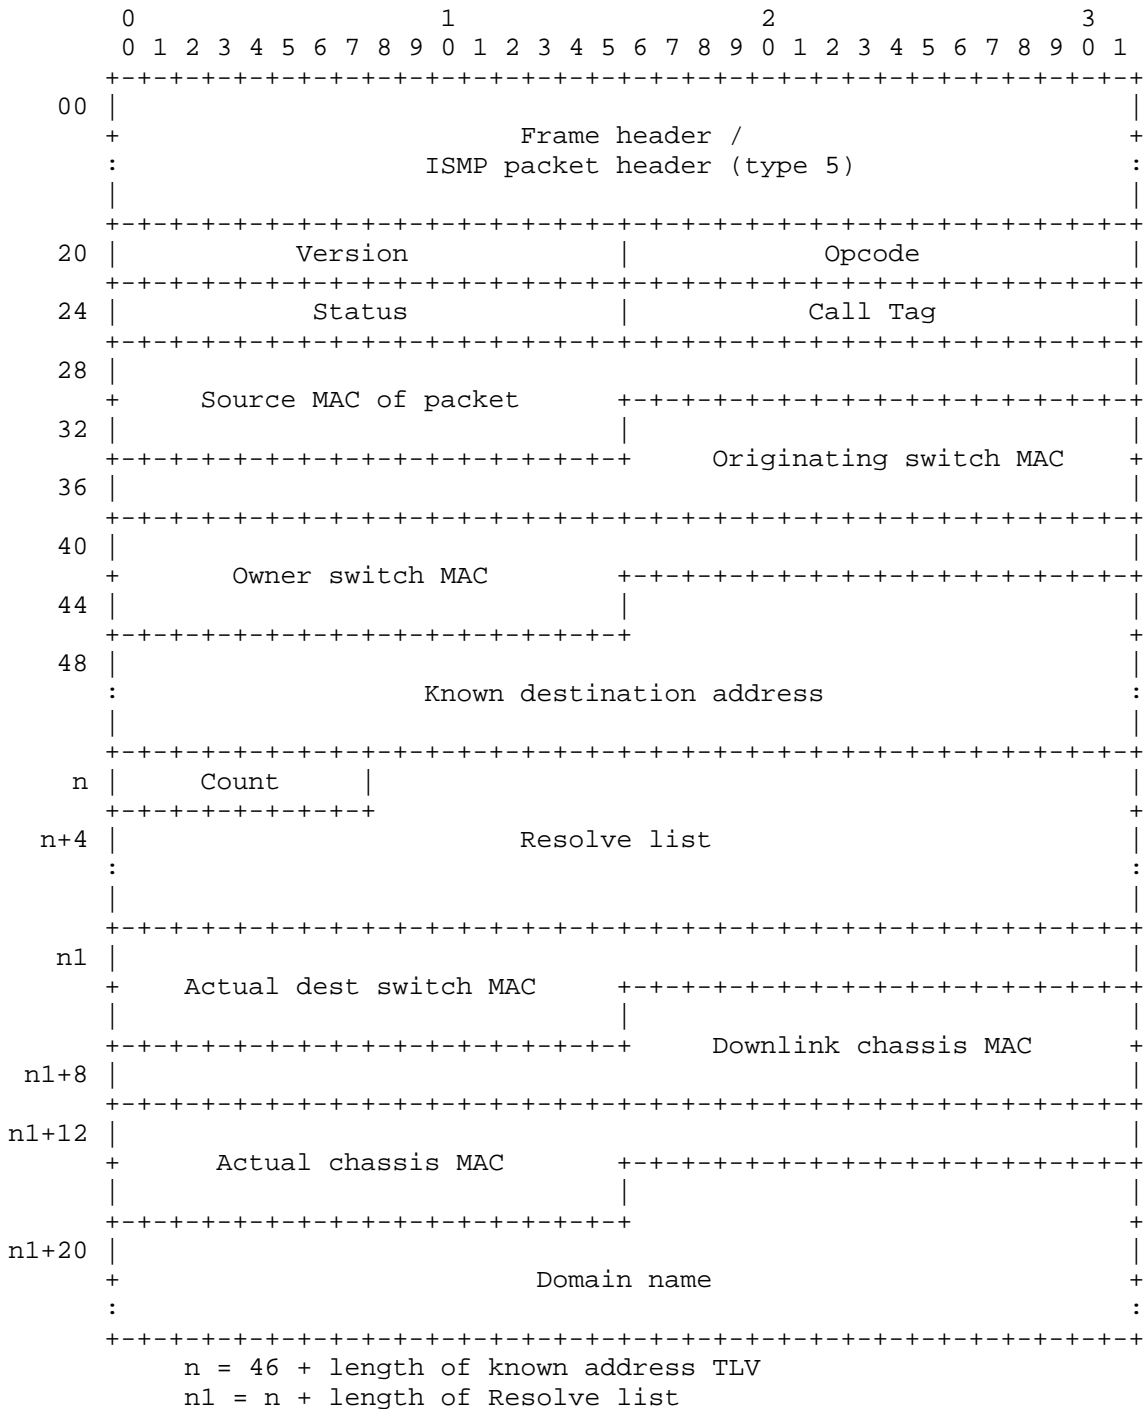 0                   1                   2                   3
       0 1 2 3 4 5 6 7 8 9 0 1 2 3 4 5 6 7 8 9 0 1 2 3 4 5 6 7 8 9 0 1
      +-+-+-+-+-+-+-+-+-+-+-+-+-+-+-+-+-+-+-+-+-+-+-+-+-+-+-+-+-+-+-+-+
   00 |                                                               |
      +                         Frame header /                        +
      :                   ISMP packet header (type 5)                 :
      |                                                               |
      +-+-+-+-+-+-+-+-+-+-+-+-+-+-+-+-+-+-+-+-+-+-+-+-+-+-+-+-+-+-+-+-+
   20 |           Version             |            Opcode             |
      +-+-+-+-+-+-+-+-+-+-+-+-+-+-+-+-+-+-+-+-+-+-+-+-+-+-+-+-+-+-+-+-+
   24 |            Status             |           Call Tag            |
      +-+-+-+-+-+-+-+-+-+-+-+-+-+-+-+-+-+-+-+-+-+-+-+-+-+-+-+-+-+-+-+-+
   28 |                                                               |
      +     Source MAC of packet      +-+-+-+-+-+-+-+-+-+-+-+-+-+-+-+-+
   32 |                               |                               |
      +-+-+-+-+-+-+-+-+-+-+-+-+-+-+-+-+     Originating switch MAC    +
   36 |                                                               |
      +-+-+-+-+-+-+-+-+-+-+-+-+-+-+-+-+-+-+-+-+-+-+-+-+-+-+-+-+-+-+-+-+
   40 |                                                               |
      +       Owner switch MAC        +-+-+-+-+-+-+-+-+-+-+-+-+-+-+-+-+
   44 |                               |                               |
      +-+-+-+-+-+-+-+-+-+-+-+-+-+-+-+-+                               +
   48 |                                                               |
      :                   Known destination address                   :
      |                                                               |
      +-+-+-+-+-+-+-+-+-+-+-+-+-+-+-+-+-+-+-+-+-+-+-+-+-+-+-+-+-+-+-+-+
    n |     Count     |                                               |
      +-+-+-+-+-+-+-+-+                                               +
  n+4 |                         Resolve list                          |
      :                                                               :
      |                                                               |
      +-+-+-+-+-+-+-+-+-+-+-+-+-+-+-+-+-+-+-+-+-+-+-+-+-+-+-+-+-+-+-+-+
   n1 |                                                               |
      +    Actual dest switch MAC     +-+-+-+-+-+-+-+-+-+-+-+-+-+-+-+-+
      |                               |                               |
      +-+-+-+-+-+-+-+-+-+-+-+-+-+-+-+-+     Downlink chassis MAC      +
 n1+8 |                                                               |
      +-+-+-+-+-+-+-+-+-+-+-+-+-+-+-+-+-+-+-+-+-+-+-+-+-+-+-+-+-+-+-+-+
n1+12 |                                                               |
      +      Actual chassis MAC       +-+-+-+-+-+-+-+-+-+-+-+-+-+-+-+-+
      |                               |                               |
      +-+-+-+-+-+-+-+-+-+-+-+-+-+-+-+-+                               +
n1+20 |                                                               |
      +                          Domain name                          +
      :                                                               :
      +-+-+-+-+-+-+-+-+-+-+-+-+-+-+-+-+-+-+-+-+-+-+-+-+-+-+-+-+-+-+-+-+
           n = 46 + length of known address TLV
           n1 = n + length of Resolve list